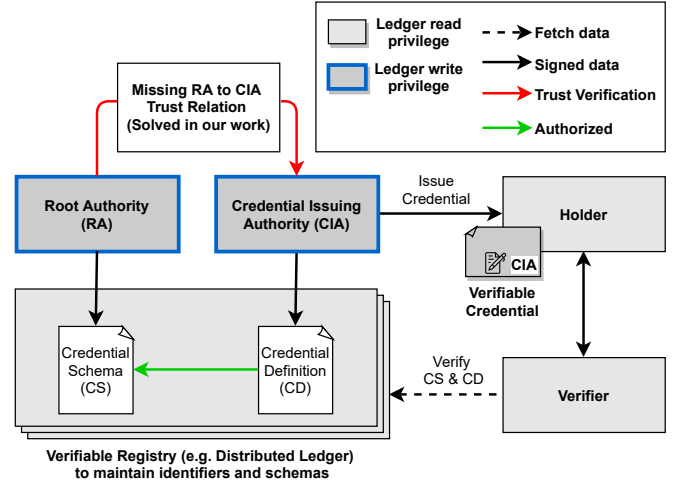 Ledger read
privilege
Ledger write
privilege
Fetch data
Signed data
Trust Verification
Authorized
Missing RA to CIA
Trust Relation
(Solved in our work)
Root Authority
(RA)
Credential Issuing
Authority (CIA)
Issue
Credential
Holder
CIA
Verifiable
Credential
Credential
Schema
(CS)
Credential
Definition
(CD)
Verify
CS & CD
Verifier
Verifiable Registry (e.g. Distributed Ledger)
to maintain identifiers and schemas